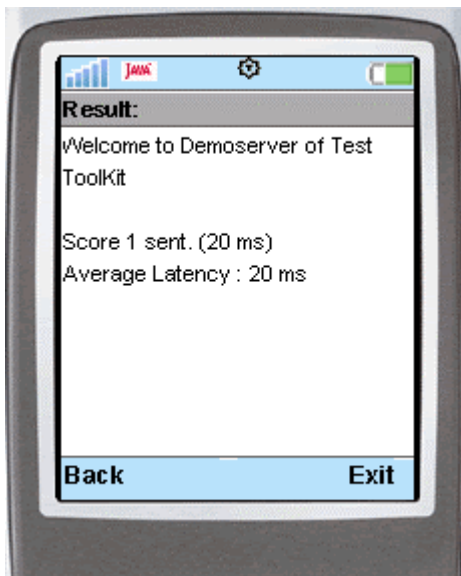 JAVA
Result:
Welcome to Demoserver of Test
ToolKit
Score 1 sent. (20 ms)
Average Latency : 20 ms
Back Exit